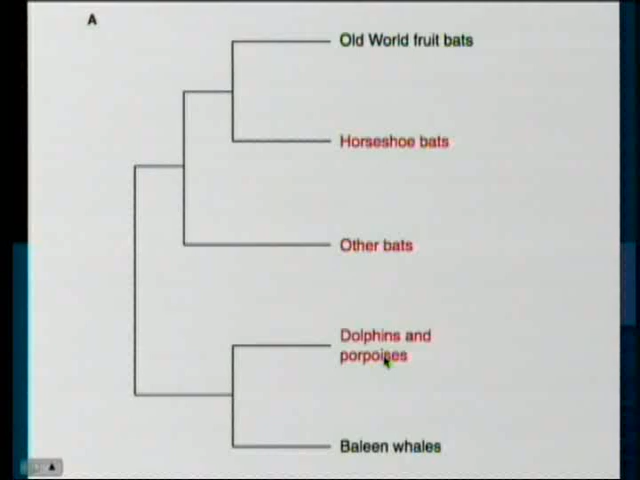 A
Old World fruit bats
Horseshoe bats
Other bats
Dolphins and
porpoises
Baleen whales